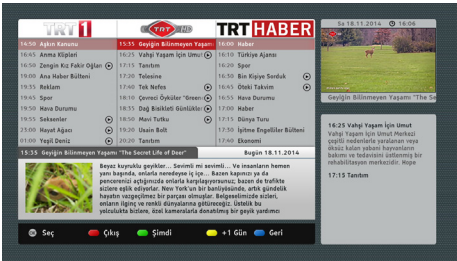 TRT 1
TRT HD
TRT HABER
Sa 18.11.2014 16:06
14:50 Aşkın Kanunu
16:45 Anma Klipleri
16:50 Zengin Kız Fakir Oğlan
19:00 Ana Haber Bülteni
19:35 Reklam
19:45 Spor
19:50 Hava Durumu
19:55 Seksenler
23:00 Hayat Ağacı
01:00 Yeşil Deniz
15:35 Geyiğin Bilinmeyen Yaşamı
16:25 Vahşi Yaşam İçin Umut
17:15 Tanıtım
17:20 Telesine
17:40 Tek Nefes
18:10 Çevreci Öyküler "Green
18:35 Dağ Bisikleti Günlükler
18:50 Mavi Tutku
19:20 Usain Bolt
20:20 Tanıtım
16:00 Haber
16:10 Türkiye Ajansı
16:20 Spor
16:30 Bin Kişiye Sorduk
16:45 Öteki Takvim
16:55 Hava Durumu
17:00 Haber
17:15 Dünya Turu
17:30 İşitme Engelliler Bülteni
17:40 Ekonomi
Geyiğin Bilinmeyen Yaşamı "The Se
15:35 Geyiğin Bilinmeyen Yaşamı "The Secret Life of Deer"
Bugün 18.11.2014
Beyaz kuyruklu geyikler... Sevimli mi sevimli... Ve insanların hemen
yanı başında, onlarla neredeyse iç içe... Bazen kapınızı ya da
pencerenizi açtığınızda onlarla karşılaşıyorsunuz; bazen de trafikte
sizlere eşlik ediyorlar. New York'un bir banliyösünde, artık gündelik
hayatın vazgeçilmez bir parçası olmuşlar. Belgeselimizde sizleri,
onların ilginç ve renkli dünyalarına götüreceğiz. Üstelik bu
yolculukta bizlere, özel kameralarla donatılmış bir geyik yardımcı
16:25 Vahşi Yaşam İçin Umut
Vahşi Yaşam İçin Umut Merkezi
çeşitli nedenlerle yaralanan veya
öksüz kalan yabani hayvanların
bakımı ve tedavisini üstlenmiş bir
rehabilitasyon merkezidir. Hope
17:15 Tanıtım
OK Seç
Çıkış
Şimdi
+1 Gün
Geri